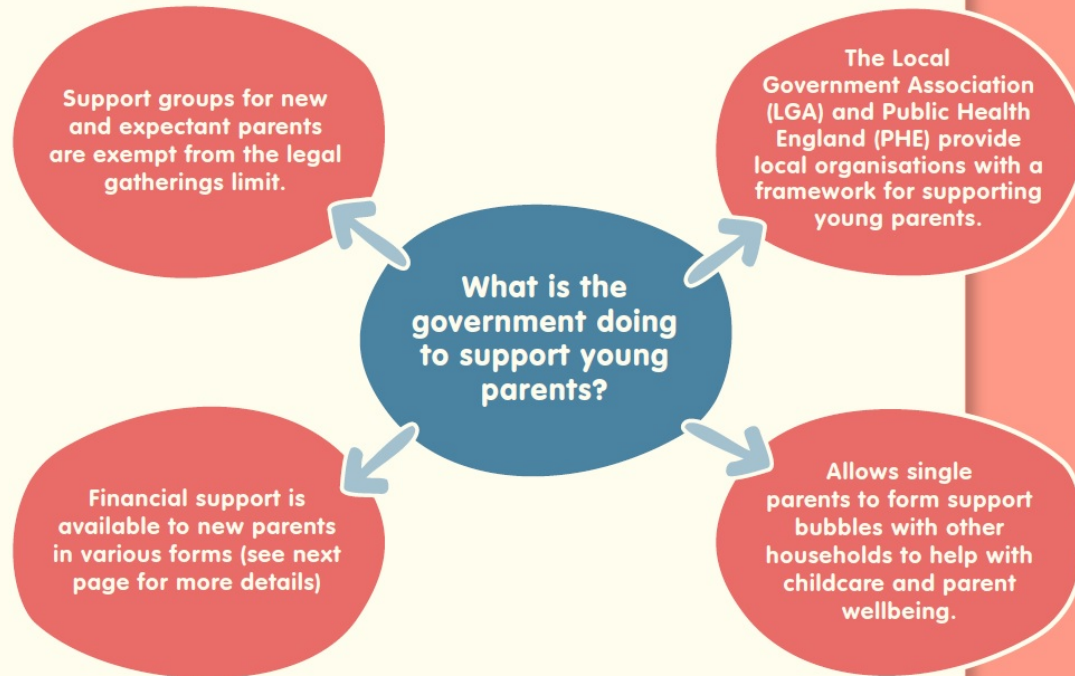 Support groups for new
and expectant parents
are exempt from the legal
gatherings limit.
The Local
Government Association
(LGA) and Public Health
England (PHE) provide
local organisations with a
framework for supporting
young parents.
What is the
government doing
to support young
parents?
Financial support is
available to new parents
in various forms (see next
page for more details)
Allows single
parents to form support
bubbles with other
households to help with
childcare and parent
wellbeing.